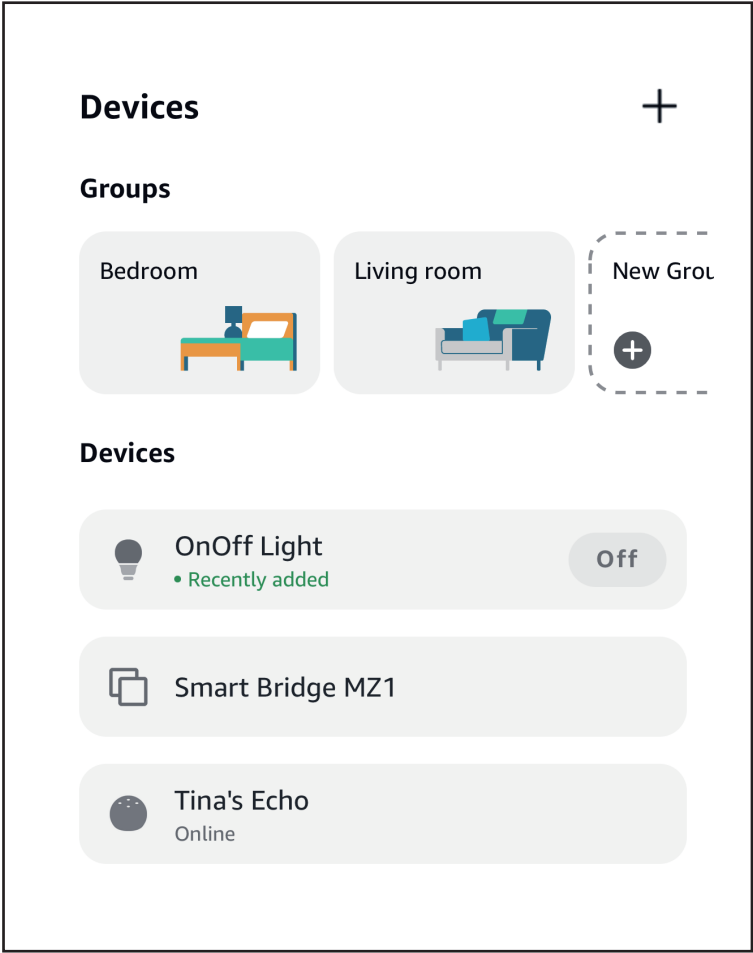 Devices
Groups
Bedroom
Living room
New Grou
Devices
OnOff Light
• Recently added
Off
Smart Bridge MZ1
Tina's Echo
Online